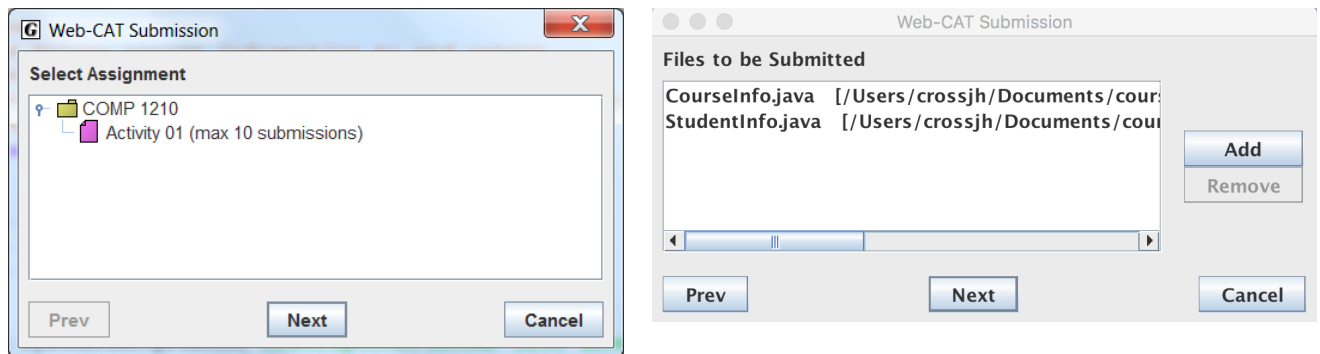 G Web-CAT Submission
Select Assignment
COMP 1210
Activity 01 (max 10 submissions)
Prev Next Cancel
Web-CAT Submission
Files to be Submitted
CourseInfo.java [/Users/crossjh/Documents/cour
StudentInfo.java [/Users/crossjh/Documents/cou
Add
Remove
Prev Next Cancel